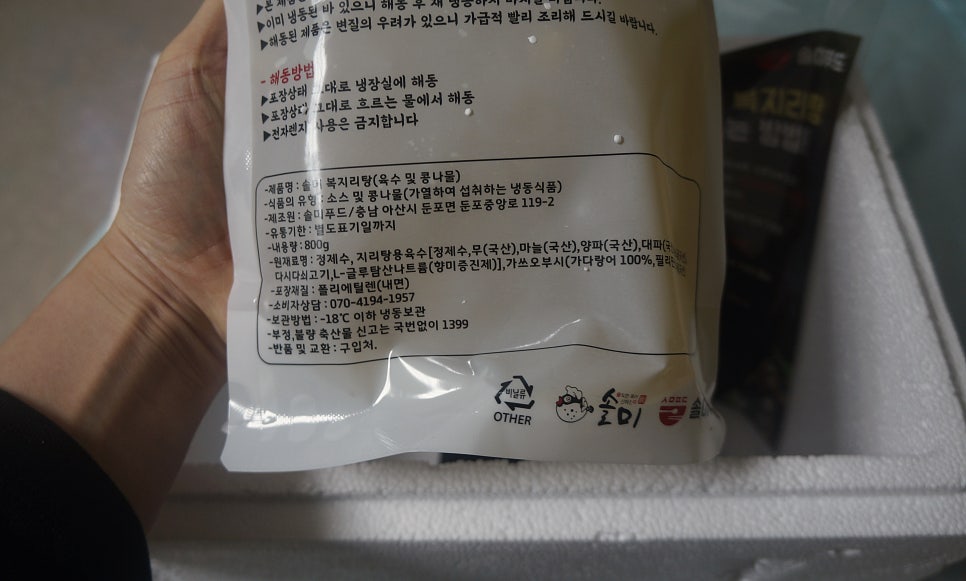 ▶이미 냉동된 바 있으니 해동 후 재 냉동하지 마시길 바랍니다.
▶해동된 제품은 변질의 우려가 있으니 가급적 빨리 조리해 드시길 바랍니다.
- 해동방법
▶포장상태 그대로 냉장실에 해동
▶포장상태 그대로 흐르는 물에서 해동
▶전자렌지 사용은 금지합니다
-제품명 : 솔미 복지리탕(육수 및 콩나물)
-식품의 유형 : 소스 및 콩나물(가열하여 섭취하는 냉동식품)
-제조원 : 솔미푸드/충남 아산시 둔포면 둔포중앙로 119-2
-유통기한 : 별도표기일까지
-내용량 : 800g
-원재료명 : 정제수, 지리탕용육수[정제수,무(국산),마늘(국산),양파(국산),대파(국산)
다시다쇠고기,L-글루탐산나트륨(향미증진제)],가쓰오부시(가다랑어 100%,필리핀
-포장재질 : 폴리에틸렌(내면)
-소비자상담 : 070-4194-1957
-보관방법 : -18℃ 이하 냉동보관
-부정,불량 축산물 신고는 국번없이 1399
-반품 및 교환 : 구입처.
비닐류
OTHER
솔미
복지리탕
는 방법!